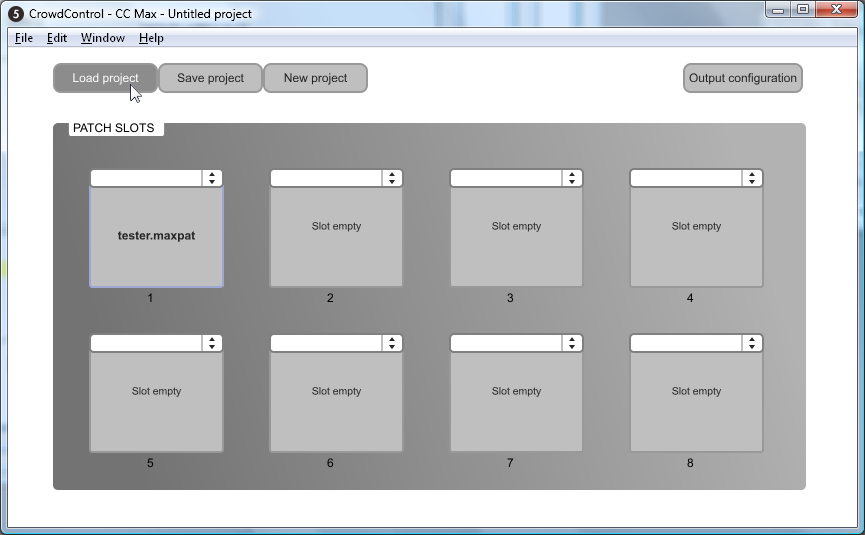 5 CrowdControl - CC Max - Untitled project
File Edit Window Help
Load project Save project New project Output configuration
PATCH SLOTS
tester.maxpat Slot empty Slot empty Slot empty
1 2 3 4
Slot empty Slot empty Slot empty Slot empty
5 6 7 8